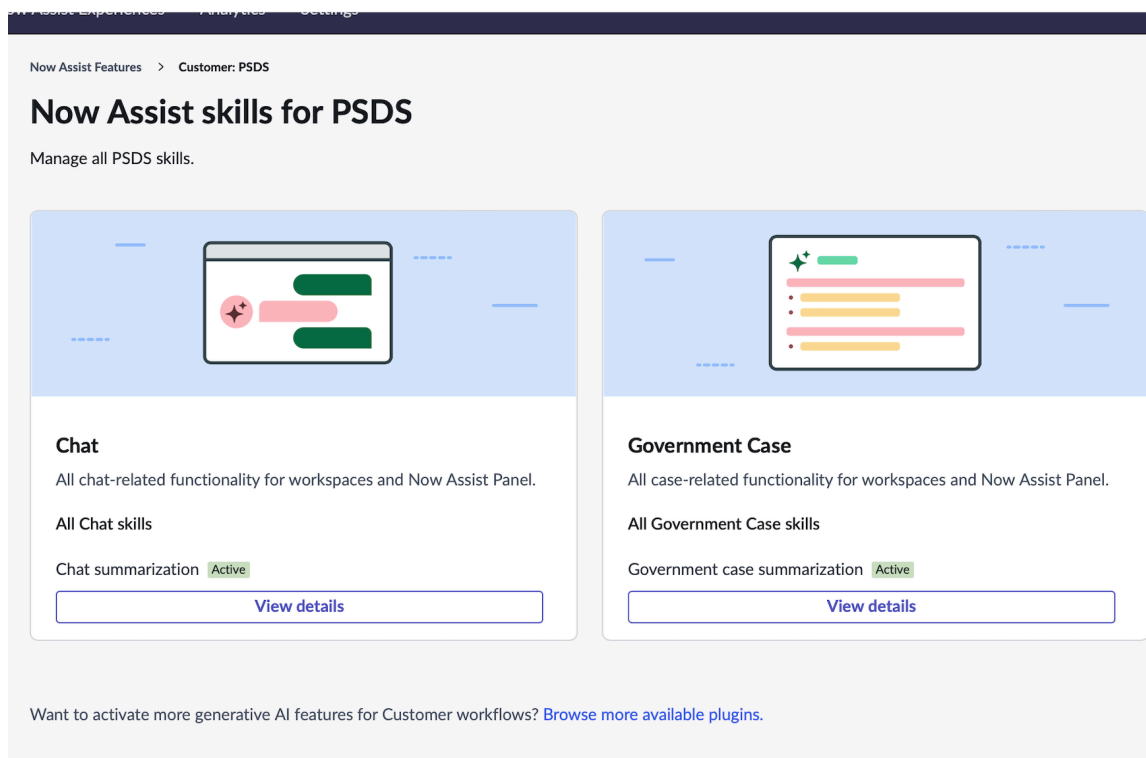 Now Assist Features > Customer: PSDS
Now Assist skills for PSDS
Manage all PSDS skills.
Chat
All chat-related functionality for workspaces and Now Assist Panel.
All Chat skills
Chat summarization Active
View details
Government Case
All case-related functionality for workspaces and Now Assist Panel.
All Government Case skills
Government case summarization Active
View details
Want to activate more generative AI features for Customer workflows? Browse more available plugins.